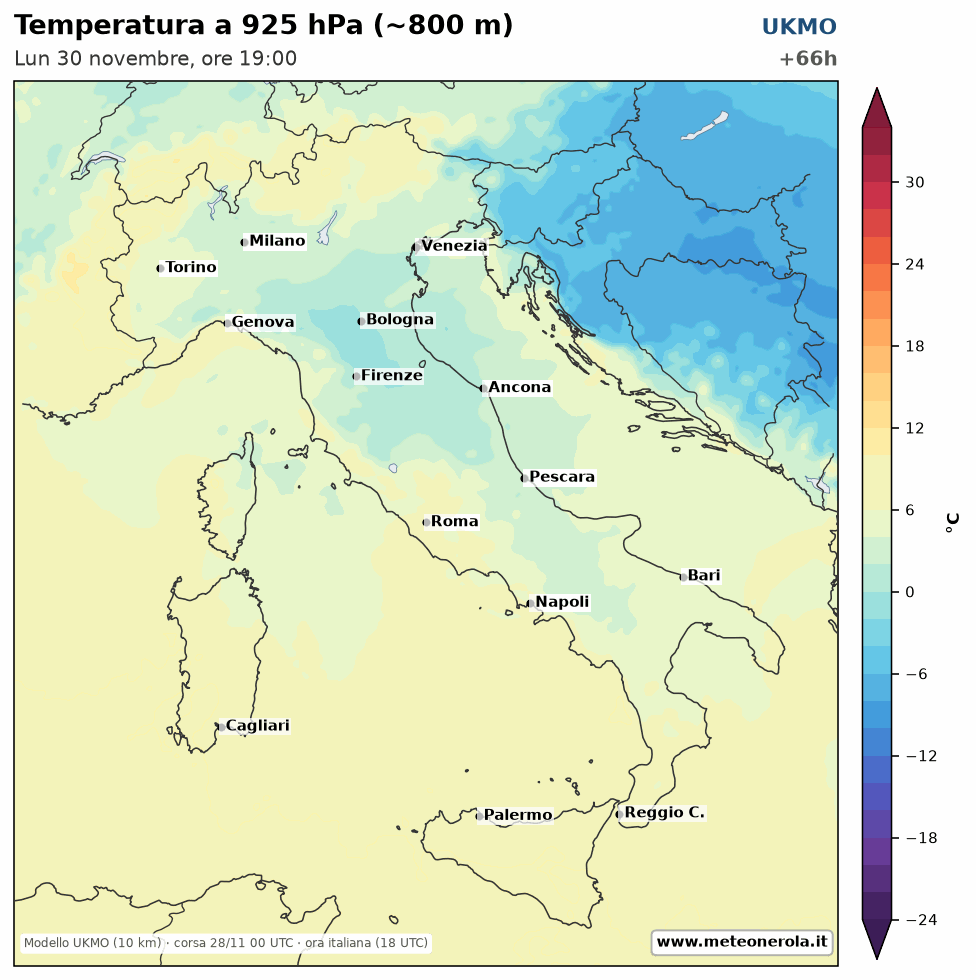 Temperatura a 925 hPa (~800 m)
UKMO
Lun 30 novembre, ore 19:00
+66h
Milano
Venezia
Torino
Genova
Bologna
Firenze
Ancona
Pescara
Roma
Bari
Napoli
Cagliari
Palermo
Reggio C.
30
24
18
12
6
0
−6
−12
−18
−24
°C
Modello UKMO (10 km) · corsa 28/11 00 UTC · ora italiana (18 UTC)
www.meteonerola.it